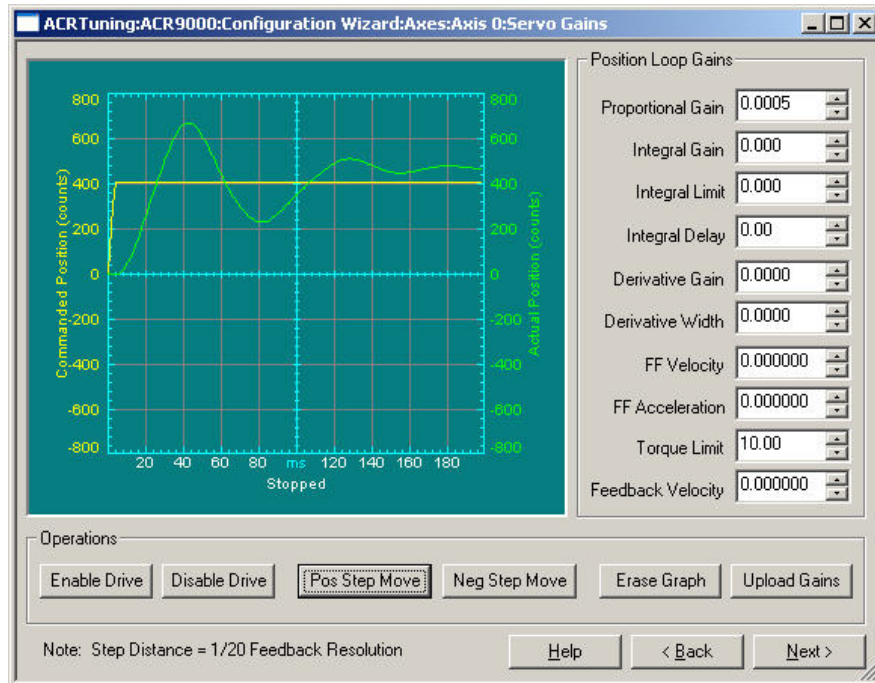 ACRTuning:ACR9000:Configuration Wizard:Axes:Axis 0:Servo Gains
Commanded Position (counts)
800
600
400
200
0
-200
-400
-600
-800
800
600
400
200
0
-200
-400
-600
-800
Actual Position (counts)
20 40 60 80 ms 120 140 160 180
Stopped
Position Loop Gains
Proportional Gain 0.0005
Integral Gain 0.000
Integral Limit 0.000
Integral Delay 0.00
Derivative Gain 0.0000
Derivative Width 0.0000
FF Velocity 0.000000
FF Acceleration 0.000000
Torque Limit 10.00
Feedback Velocity 0.000000
Operations
Enable Drive Disable Drive Pos Step Move Neg Step Move Erase Graph Upload Gains
Note: Step Distance = 1/20 Feedback Resolution
Help < Back Next >